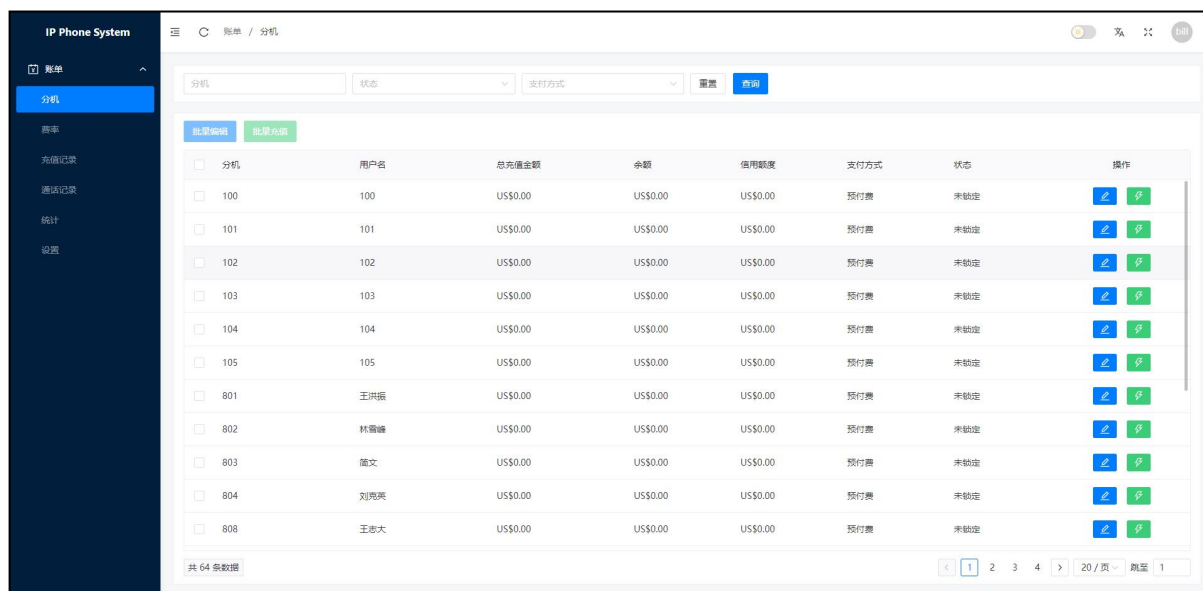 IP Phone System
账单 / 分机
bill
账单
分机
费率
充值记录
通话记录
统计
设置
分机 状态 支付方式 重置 查询
批量编辑 批量充值
分机 用户名 总充值金额 余额 信用额度 支付方式 状态 操作
100 100 US$0.00 US$0.00 US$0.00 预付费 未锁定
101 101 US$0.00 US$0.00 US$0.00 预付费 未锁定
102 102 US$0.00 US$0.00 US$0.00 预付费 未锁定
103 103 US$0.00 US$0.00 US$0.00 预付费 未锁定
104 104 US$0.00 US$0.00 US$0.00 预付费 未锁定
105 105 US$0.00 US$0.00 US$0.00 预付费 未锁定
801 王洪振 US$0.00 US$0.00 US$0.00 预付费 未锁定
802 林雪峰 US$0.00 US$0.00 US$0.00 预付费 未锁定
803 简文 US$0.00 US$0.00 US$0.00 预付费 未锁定
804 刘克英 US$0.00 US$0.00 US$0.00 预付费 未锁定
808 王志大 US$0.00 US$0.00 US$0.00 预付费 未锁定
共 64 条数据 1 2 3 4 20 / 页 跳至 1